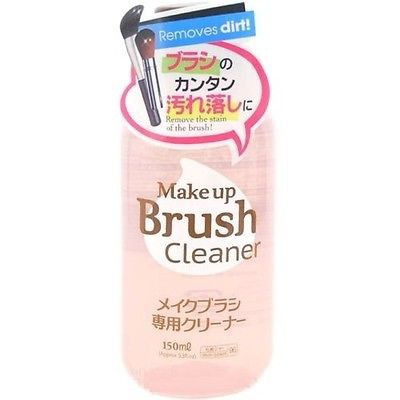 Removes dirt!
ブラシの
カンタン
汚れ落しに
Remove the stain
of the brush!
Make up
Brush
Cleaner
メイクブラシ
専用クリーナー
150ml